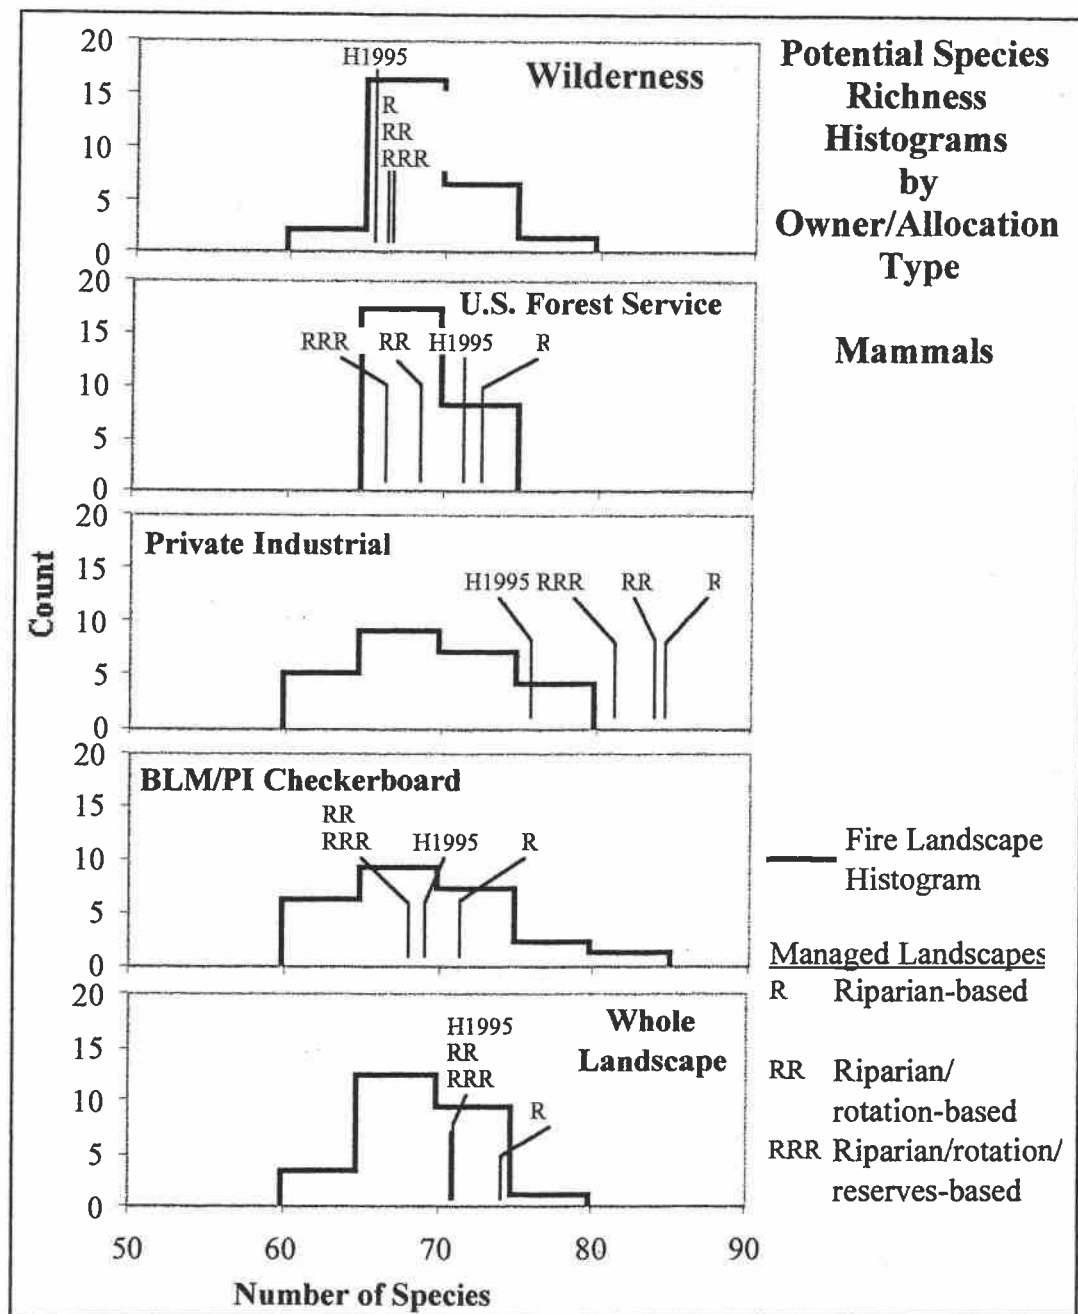 Potential Species
Richness
Histograms
by
Owner/Allocation
Type
Mammals
Count
20
15
10
5
0
H1995
Wilderness
R
RR
RRR
20
15
10
5
0
U.S. Forest Service
RRR RR H1995 R
20
15
10
5
0
Private Industrial
H1995 RRR RR R
20
15
10
5
0
BLM/PI Checkerboard
RR
RRR H1995 R
20
15
10
5
0
Whole
Landscape
H1995
RR
RRR
R
50 60 70 80 90
Number of Species
Fire Landscape
Histogram
Managed Landscapes
R Riparian-based
RR Riparian/
rotation-based
RRR Riparian/rotation/
reserves-based